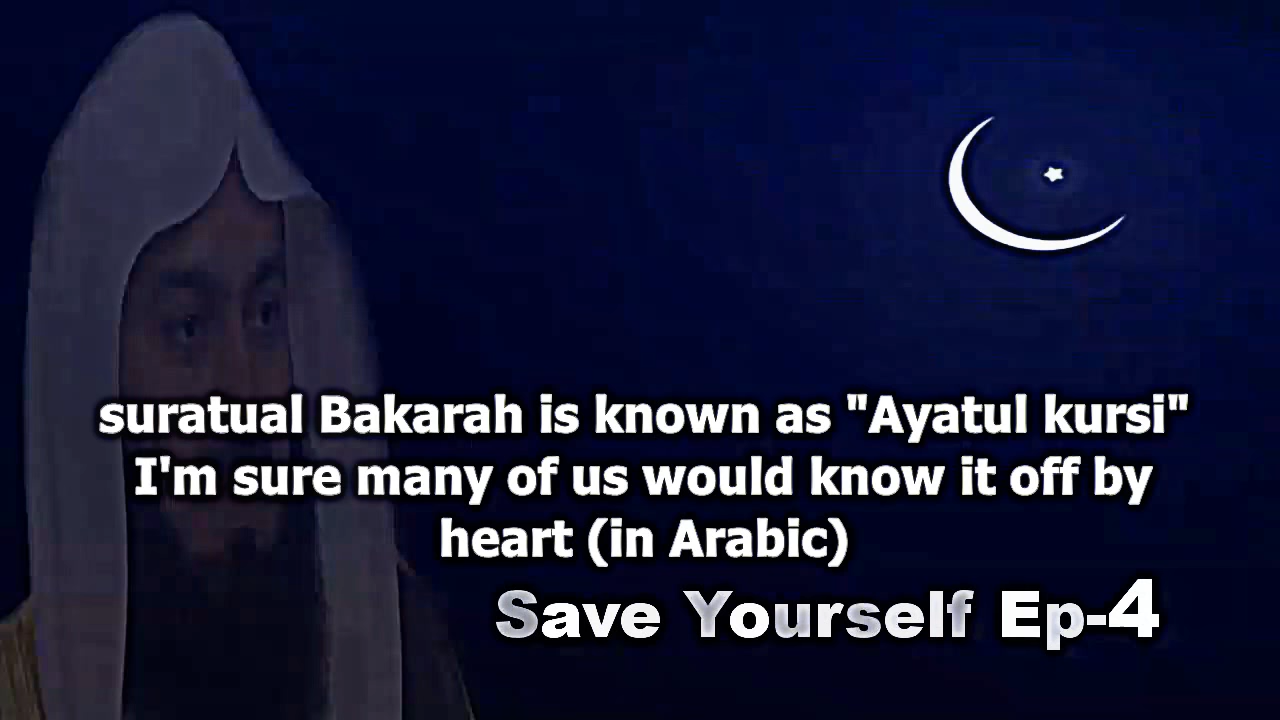 suratual Bakarah is known as "Ayatul kursi"
I'm sure many of us would know it off by
heart (in Arabic)
Save Yourself Ep-4